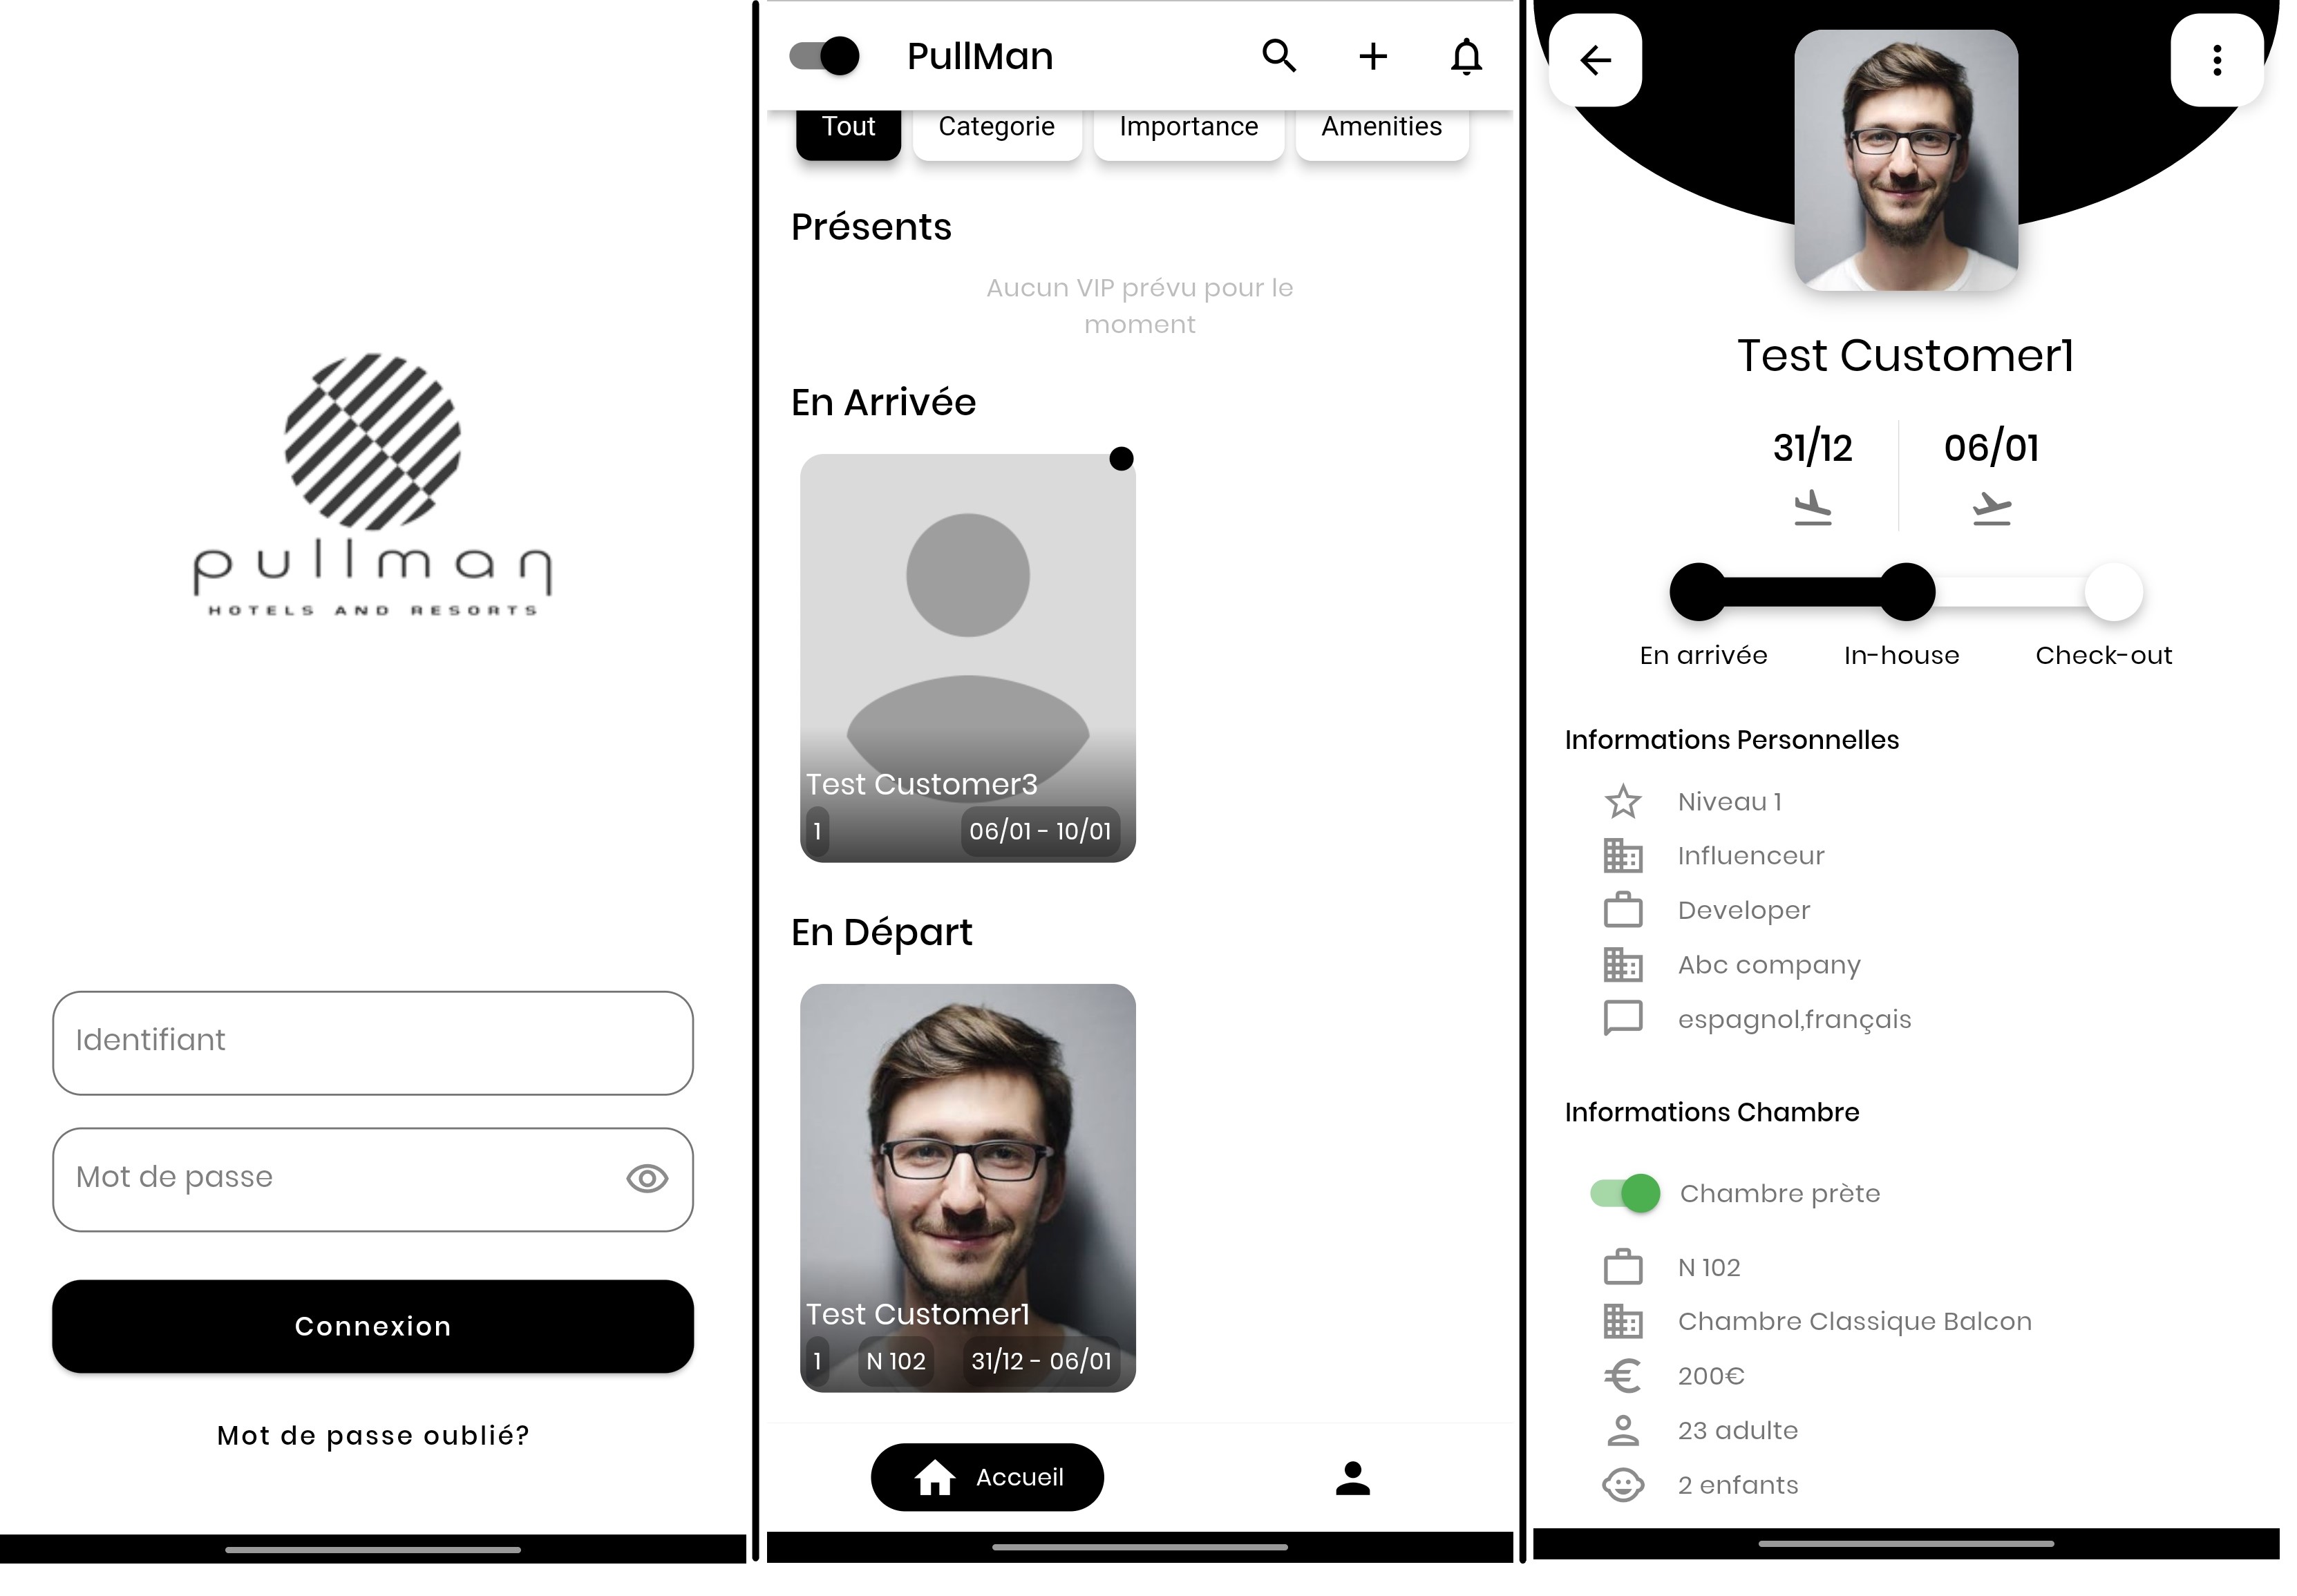 pullman
HOTELS AND RESORTS
Identifiant
Mot de passe
Connexion
Mot de passe oublié?
PullMan
Tout
Categorie
Importance
Amenities
Présents
Aucun VIP prévu pour le
moment
En Arrivée
Test Customer3
1
06/01 - 10/01
En Départ
Test Customer1
1
N 102
31/12 - 06/01
Accueil
Test Customer1
31/12
06/01
En arrivée
In-house
Check-out
Informations Personnelles
Niveau 1
Influenceur
Developer
Abc company
espagnol,français
Informations Chambre
Chambre prète
N 102
Chambre Classique Balcon
200€
23 adulte
2 enfants